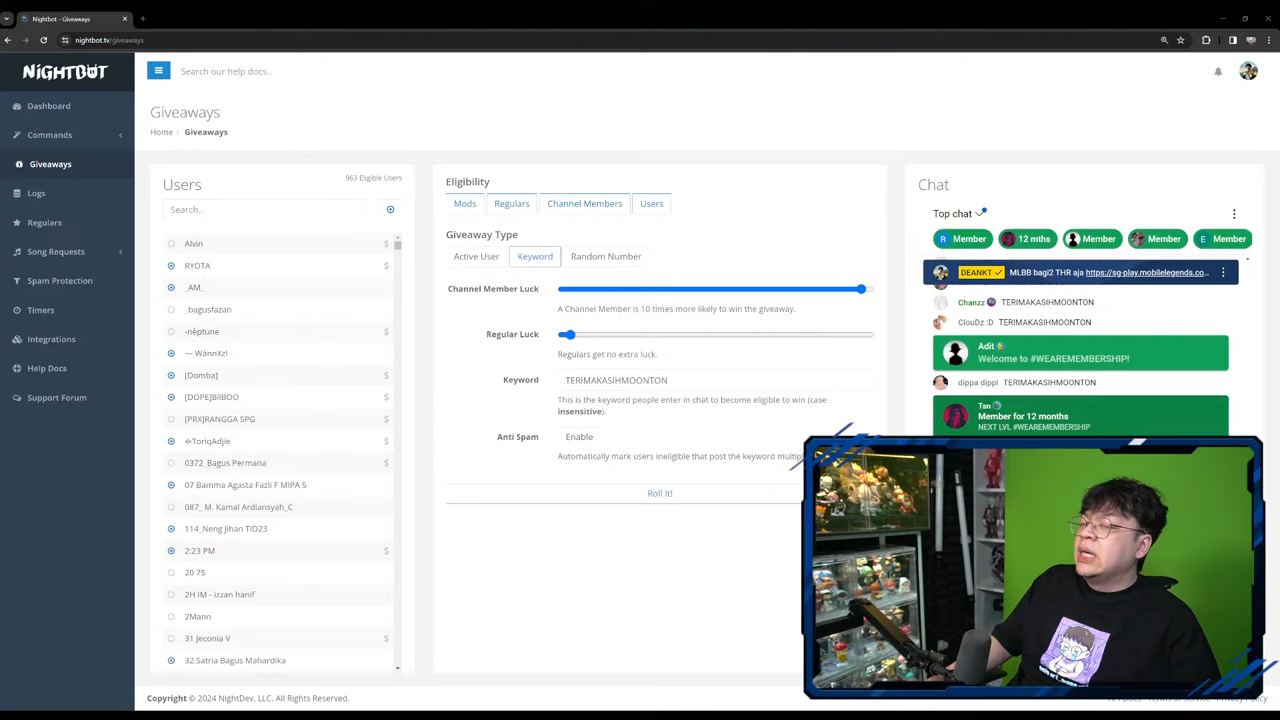 Nightbot - Giveaways
nightbot.tv/giveaways
NIGHTBOT
Search our help docs..
Dashboard
Commands
Giveaways
Logs
Regulars
Song Requests
Spam Protection
Timers
Integrations
Help Docs
Support Forum
Giveaways
Home / Giveaways
Users
963 Eligible Users
Search..
Alvin $
RYOTA $
_AM_ $
_bagusfazan
-nèptune $
— WánnXzl
[Domba] $
[DOPE]BilBOO
[PRX]RANGGA SPG $
ToriqAdjie
0372_Bagus Permana $
07 Bamma Agasta Fazli F MIPA 5
087_ M. Kamal Ardiansyah_C
114_Neng Jihan TID23
2:23 PM $
20 75
2H IM - izzan hanif
2Mann
31 Jeconia V $
32.Satria Bagus Mahardika
Eligibility
Mods
Regulars
Channel Members
Users
Giveaway Type
Active User
Keyword
Random Number
Channel Member Luck
A Channel Member is 10 times more likely to win the giveaway.
Regular Luck
Regulars get no extra luck.
Keyword TERIMAKASIHMOONTON
This is the keyword people enter in chat to become eligible to win (case
insensitive).
Anti Spam Enable
Automatically mark users ineligible that post the keyword
Roll It!
Chat
Top chat
R Member
12 mths
Member
Member
E Member
DEANKT MLBB bagi2 THR aja https://sg-play.mobilelegends.co...
Chanzz TERIMAKASIHMOONTON
ClouDz :D TERIMAKASIHMOONTON
Adit
Welcome to #WEAREMEMBERSHIP!
dippa dippi TERIMAKASIHMOONTON
Tsn
Member for 12 months
NEXT LVL #WEAREMEMBERSHIP
Copyright © 2024 NightDev, LLC. All Rights Reserved.